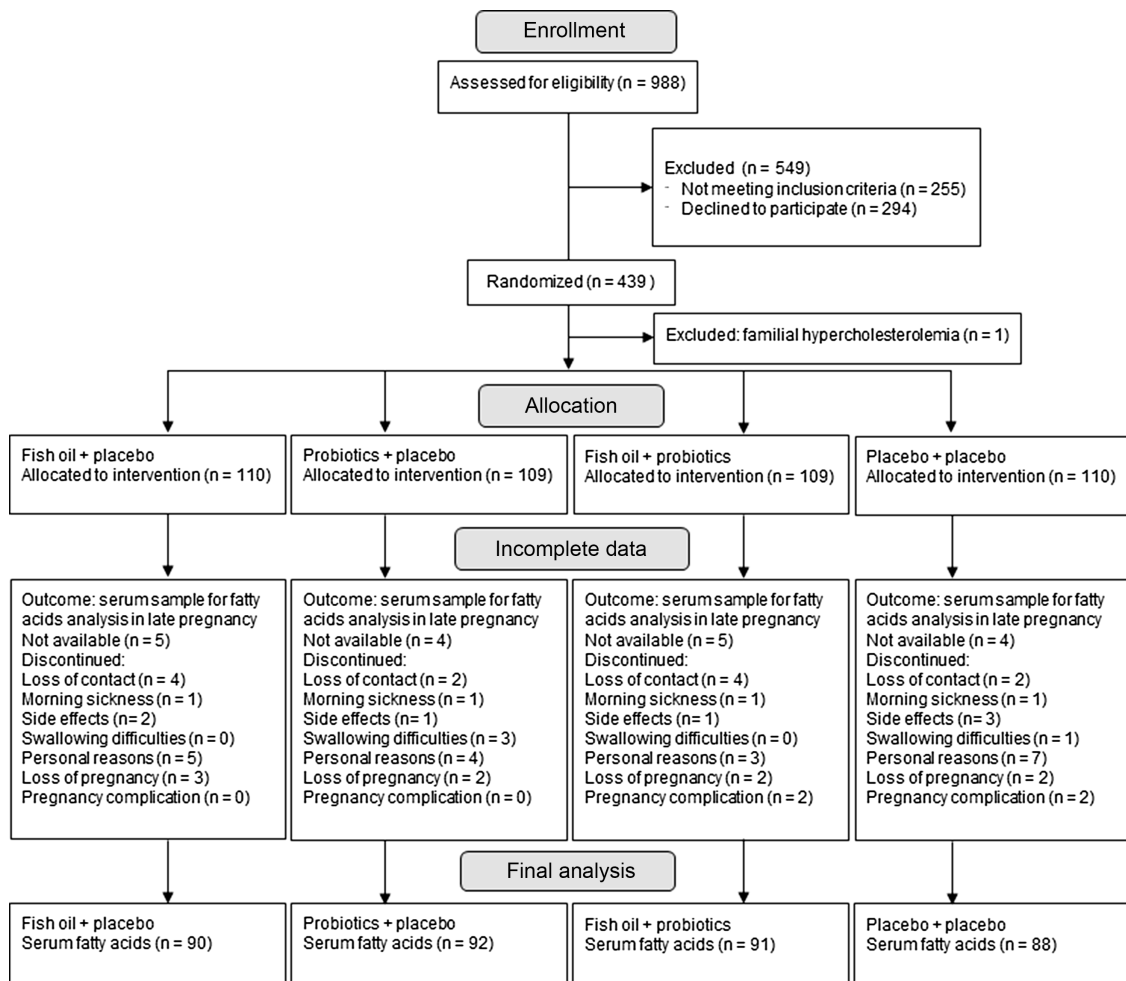 Enrollment
Assessed for eligibility (n = 988)
Excluded (n = 549)
- Not meeting inclusion criteria (n = 255)
- Declined to participate (n = 294)
Randomized (n = 439 )
Excluded: familial hypercholesterolemia (n = 1)
Allocation
Fish oil + placebo
Allocated to intervention (n = 110)
Probiotics + placebo
Allocated to intervention (n = 109)
Fish oil + probiotics
Allocated to intervention (n = 109)
Placebo + placebo
Allocated to intervention (n = 110)
Incomplete data
Outcome: serum sample for fatty
acids analysis in late pregnancy
Not available (n = 5)
Discontinued:
Loss of contact (n = 4)
Morning sickness (n = 1)
Side effects (n= 2)
Swallowing difficulties (n = 0)
Personal reasons (n = 5)
Loss of pregnancy (n = 3)
Pregnancy complication (n = 0)
Outcome: serum sample for fatty
acids analysis in late pregnancy
Not available (n = 4)
Discontinued:
Loss of contact (n = 2)
Morning sickness (n = 1)
Side effects (n = 1)
Swallowing difficulties (n = 3)
Personal reasons (n = 4)
Loss of pregnancy (n = 2)
Pregnancy complication (n = 0)
Outcome: serum sample for fatty
acids analysis in late pregnancy
Not available (n = 5)
Discontinued:
Loss of contact (n = 4)
Morning sickness (n = 1)
Side effects (n = 1)
Swallowing difficulties (n = 0)
Personal reasons (n = 3)
Loss of pregnancy (n = 2)
Pregnancy complication (n = 2)
Outcome: serum sample for fatty
acids analysis in late pregnancy
Not available (n = 4)
Discontinued:
Loss of contact (n = 2)
Morning sickness (n = 1)
Side effects (n = 3)
Swallowing difficulties (n = 1)
Personal reasons (n = 7)
Loss of pregnancy (n = 2)
Pregnancy complication (n = 2)
Final analysis
Fish oil + placebo
Serum fatty acids (n = 90)
Probiotics + placebo
Serum fatty acids (n = 92)
Fish oil + probiotics
Serum fatty acids (n = 91)
Placebo + placebo
Serum fatty acids (n = 88)